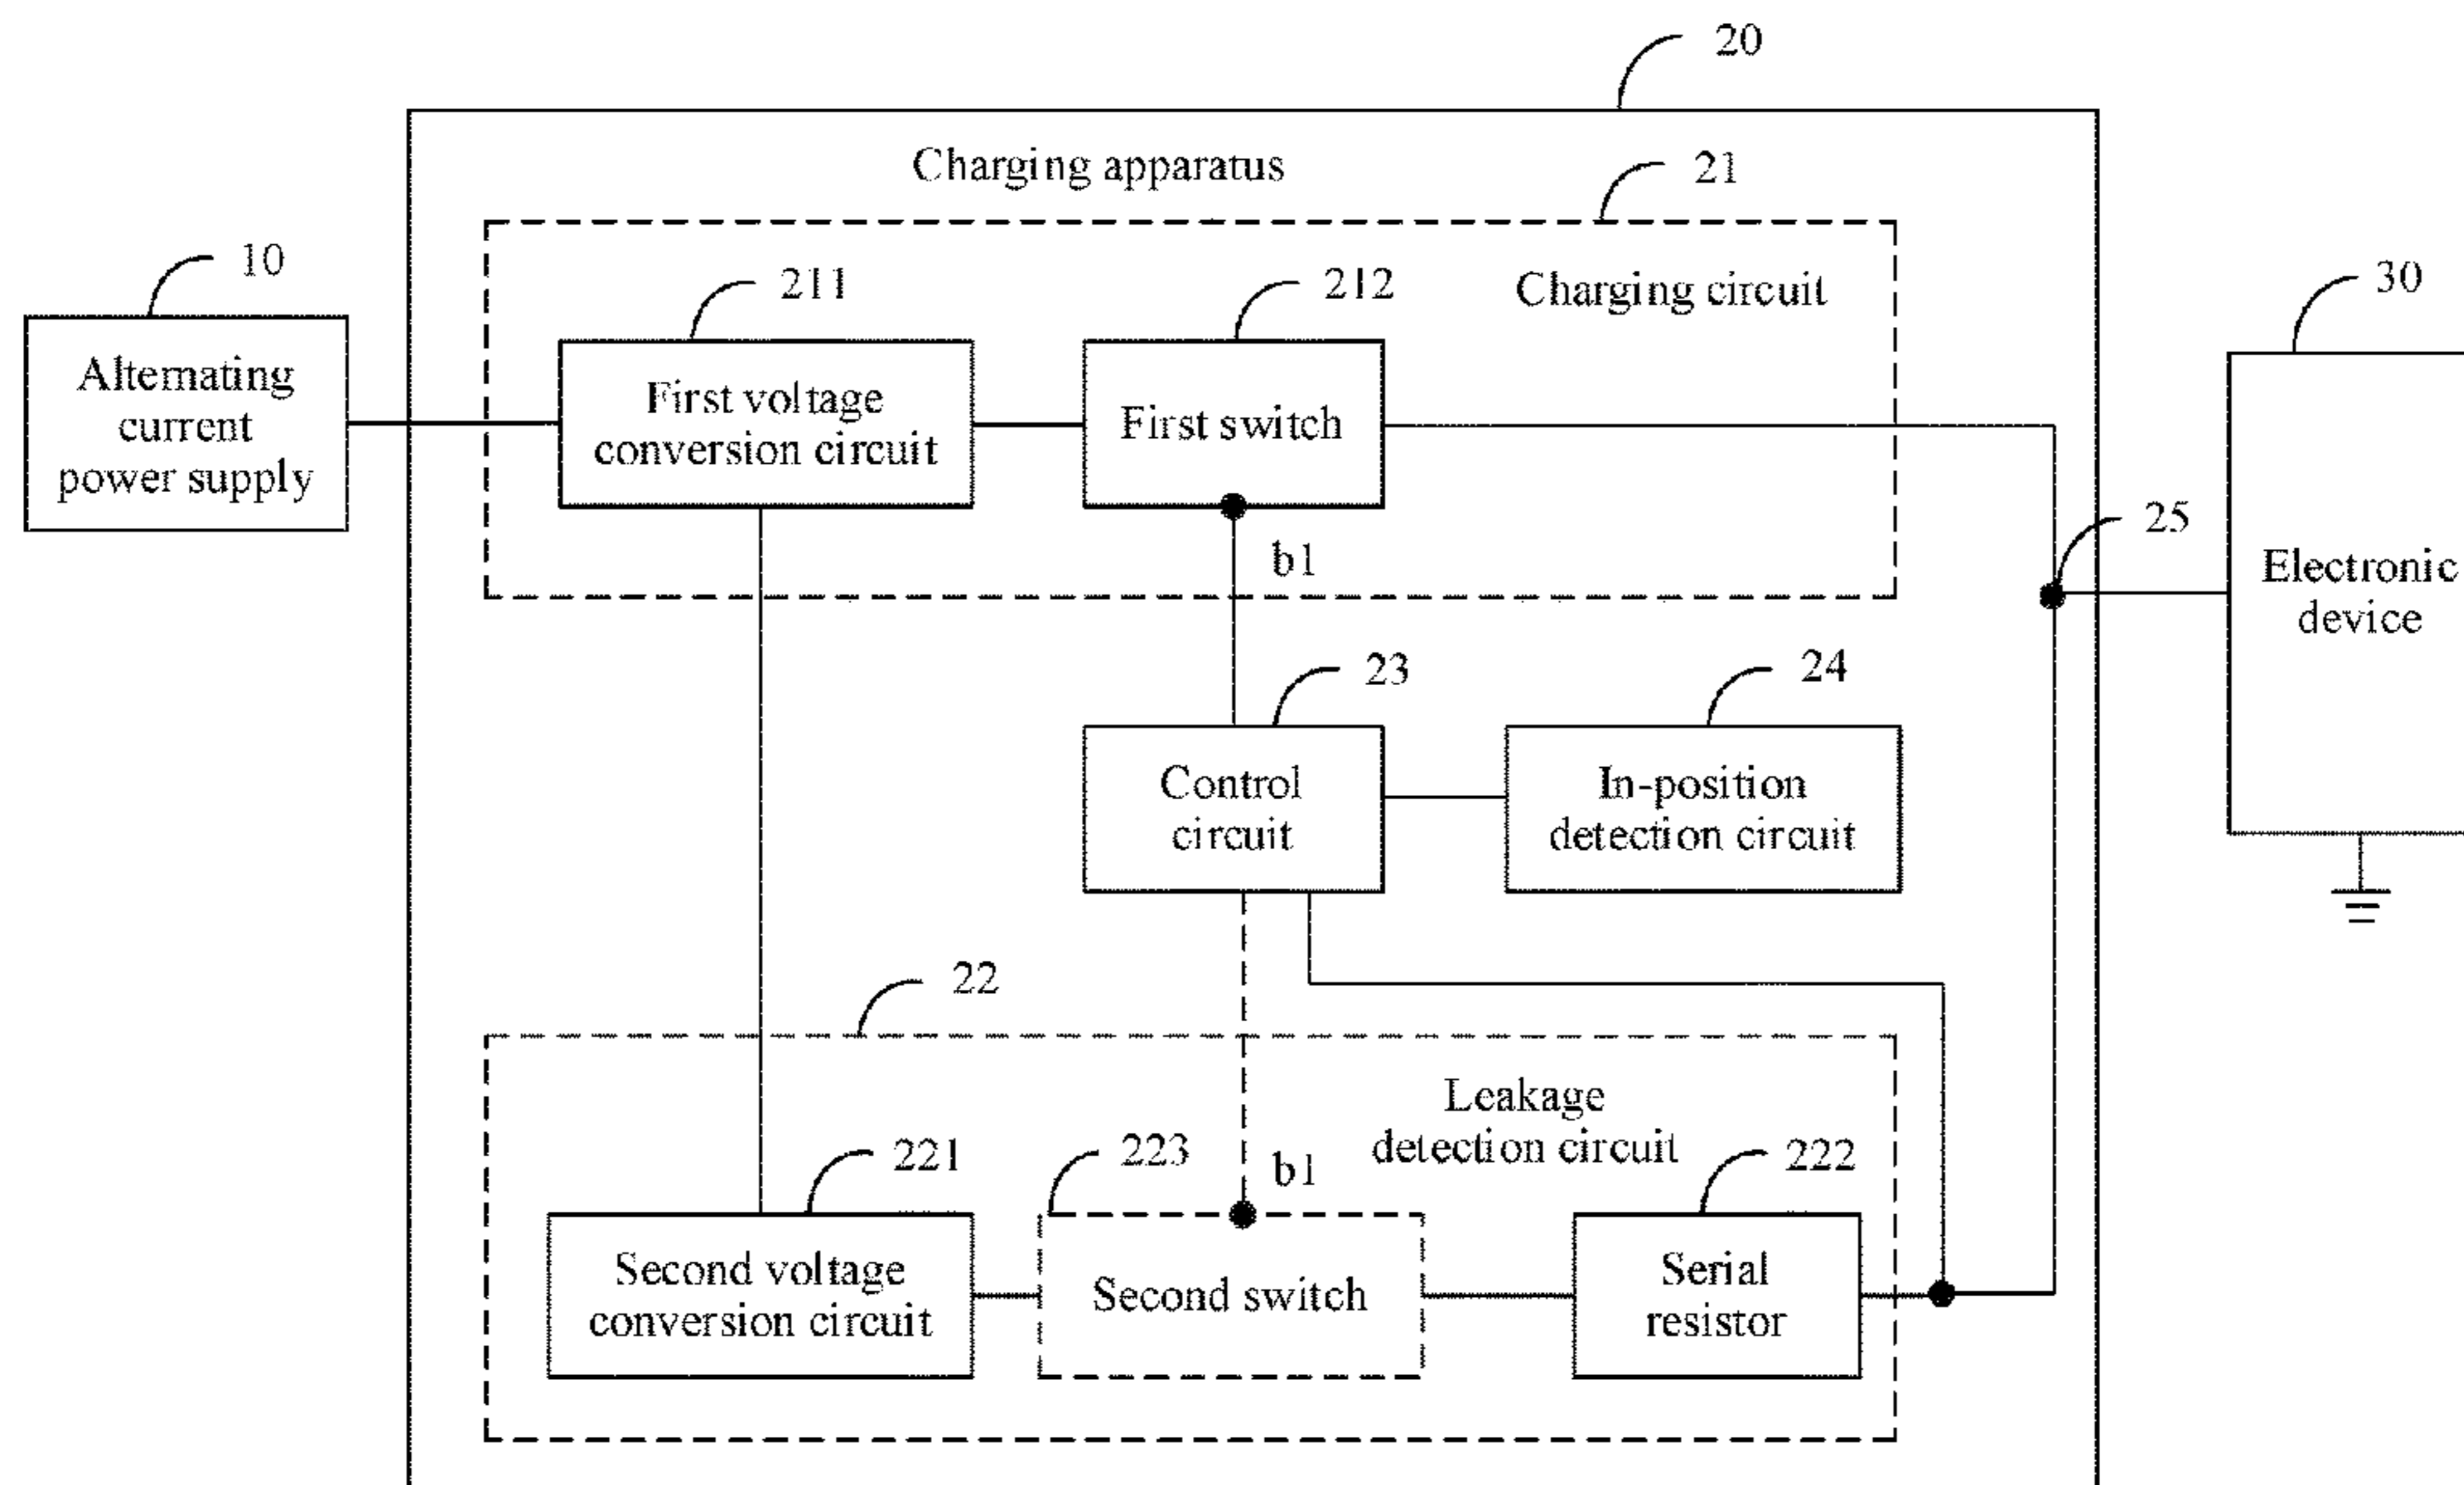 20
Charging apparatus
21
10
211
212
Charging circuit
30
Alternating
current
power supply
First voltage
conversion circuit
First switch
25
b1
Electronic
device
23
24
Control
circuit
In-position
detection circuit
22
Leakage
detection circuit
221
223
b1
222
Second voltage
conversion circuit
Second switch
Serial
resistor